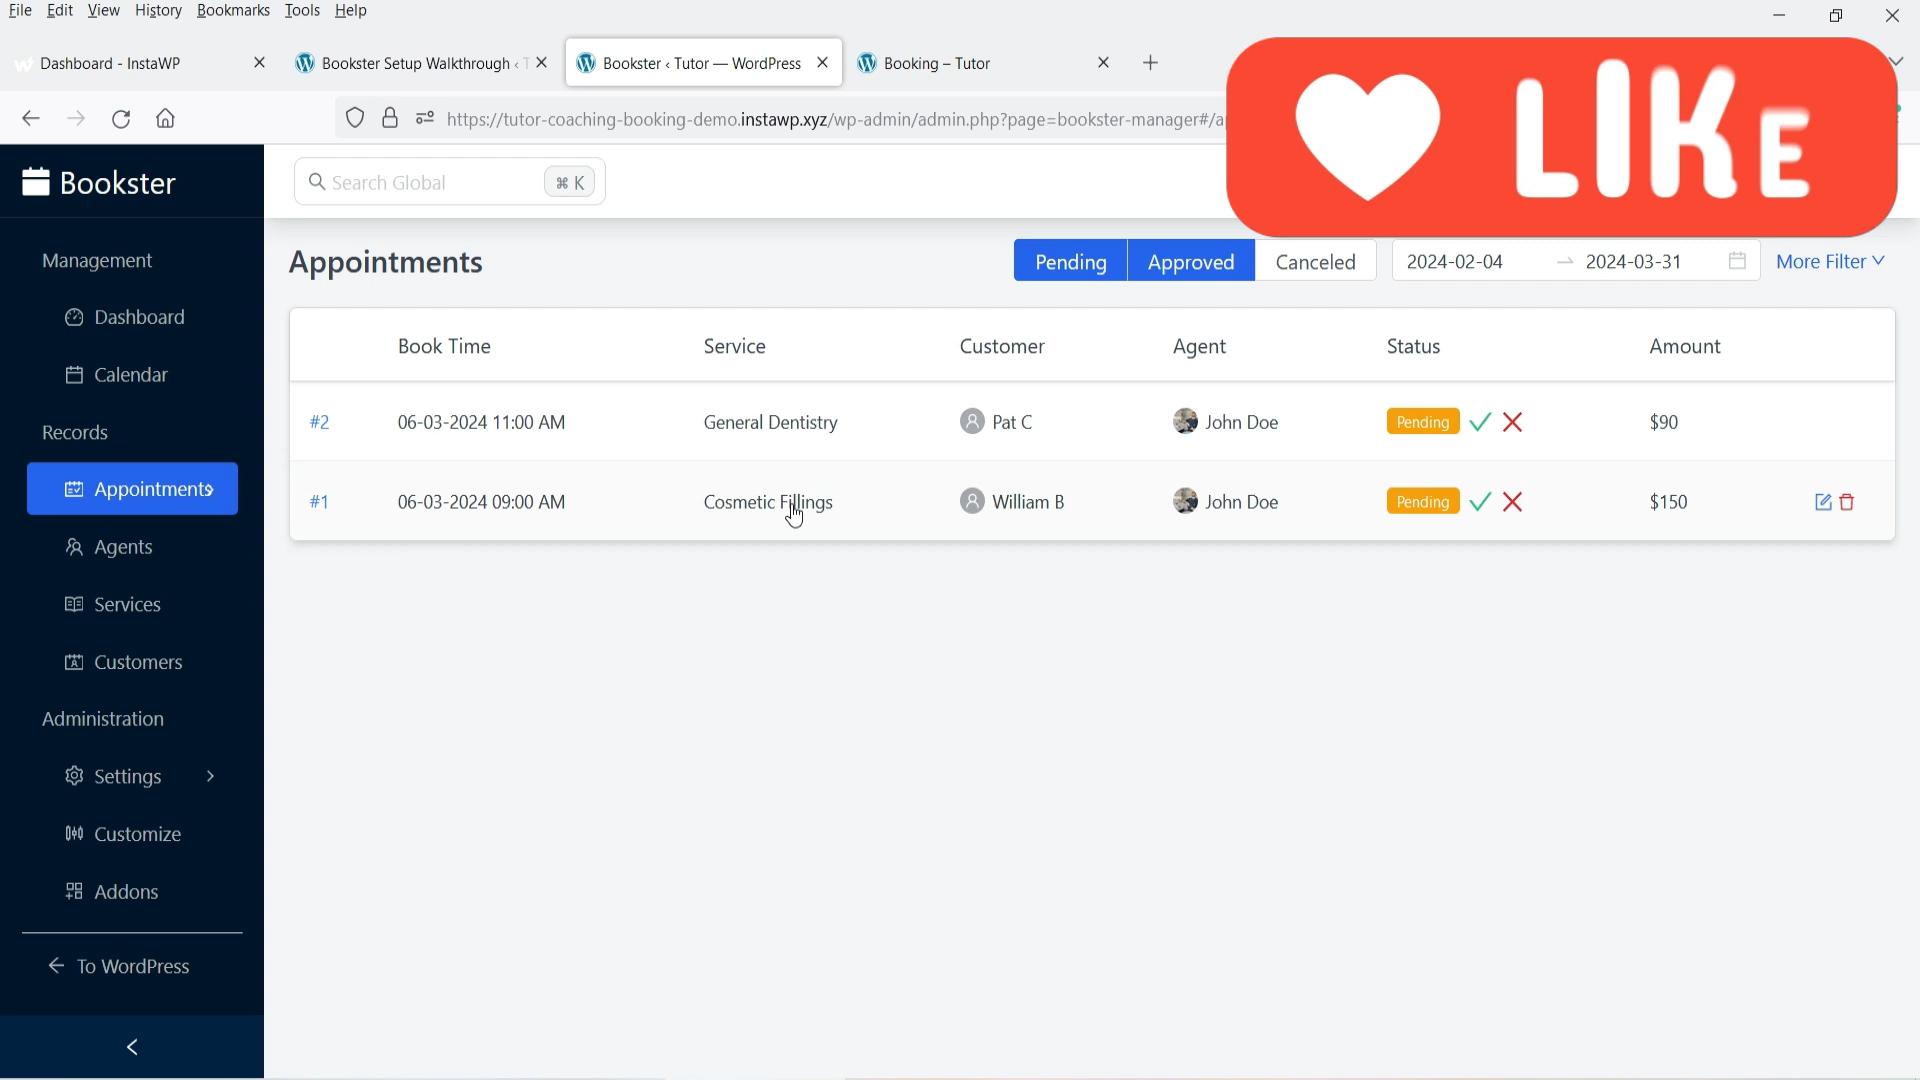 File Edit View History Bookmarks Tools Help
Dashboard - InstaWP
Bookster Setup Walkthrough ‹ T
Bookster ‹ Tutor — WordPress
Booking – Tutor
https://tutor-coaching-booking-demo.instawp.xyz/wp-admin/admin.php?page=bookster-manager#/a
LIKE
Bookster
Search Global
⌘ K
Management
Dashboard
Calendar
Records
Appointments
Agents
Services
Customers
Administration
Settings
Customize
Addons
To WordPress
Appointments
Pending Approved Canceled
2024-02-04 → 2024-03-31
More Filter
Book Time Service Customer Agent Status Amount
#2 06-03-2024 11:00 AM General Dentistry Pat C John Doe Pending $90
#1 06-03-2024 09:00 AM Cosmetic Fillings William B John Doe Pending $150